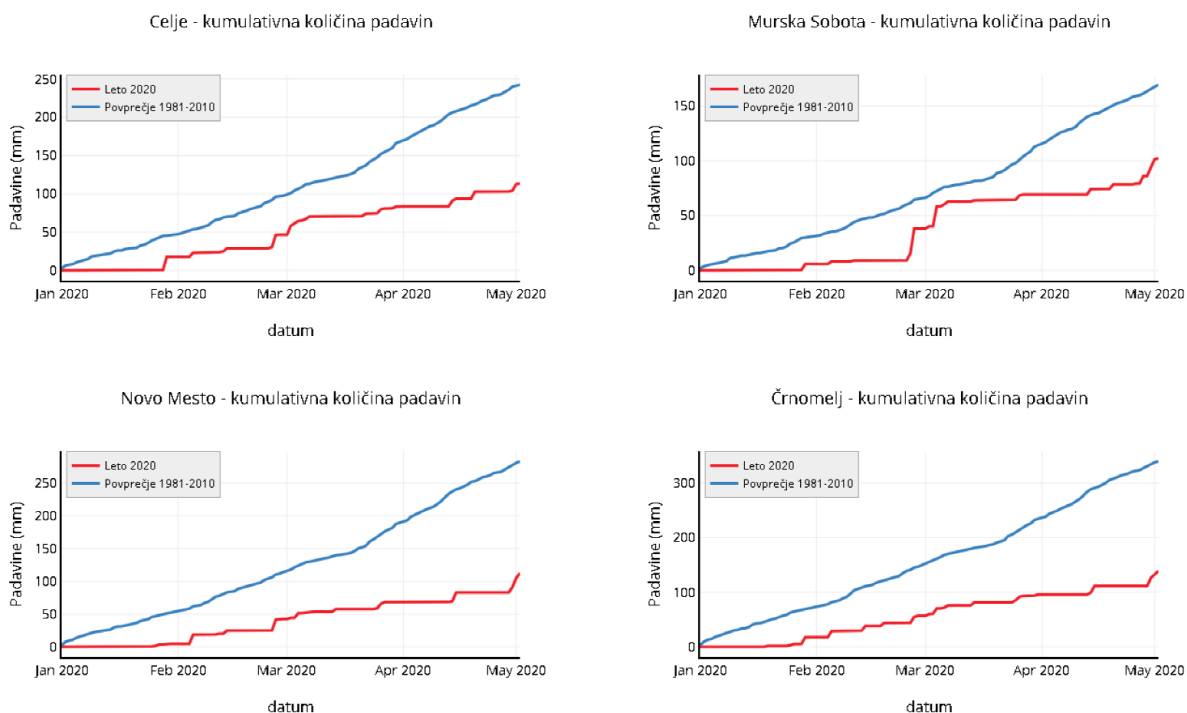 Celje - kumulativna količina padavin
Leto 2020
Povprečje 1981-2010
Padavine (mm)
250
200
150
100
50
0
Jan 2020 Feb 2020 Mar 2020 Apr 2020 May 2020
datum
Murska Sobota - kumulativna količina padavin
Leto 2020
Povprečje 1981-2010
Padavine (mm)
150
100
50
0
Jan 2020 Feb 2020 Mar 2020 Apr 2020 May 2020
datum
Novo Mesto - kumulativna količina padavin
Leto 2020
Povprečje 1981-2010
Padavine (mm)
250
200
150
100
50
0
Jan 2020 Feb 2020 Mar 2020 Apr 2020 May 2020
datum
Črnomelj - kumulativna količina padavin
Leto 2020
Povprečje 1981-2010
Padavine (mm)
300
200
100
0
Jan 2020 Feb 2020 Mar 2020 Apr 2020 May 2020
datum